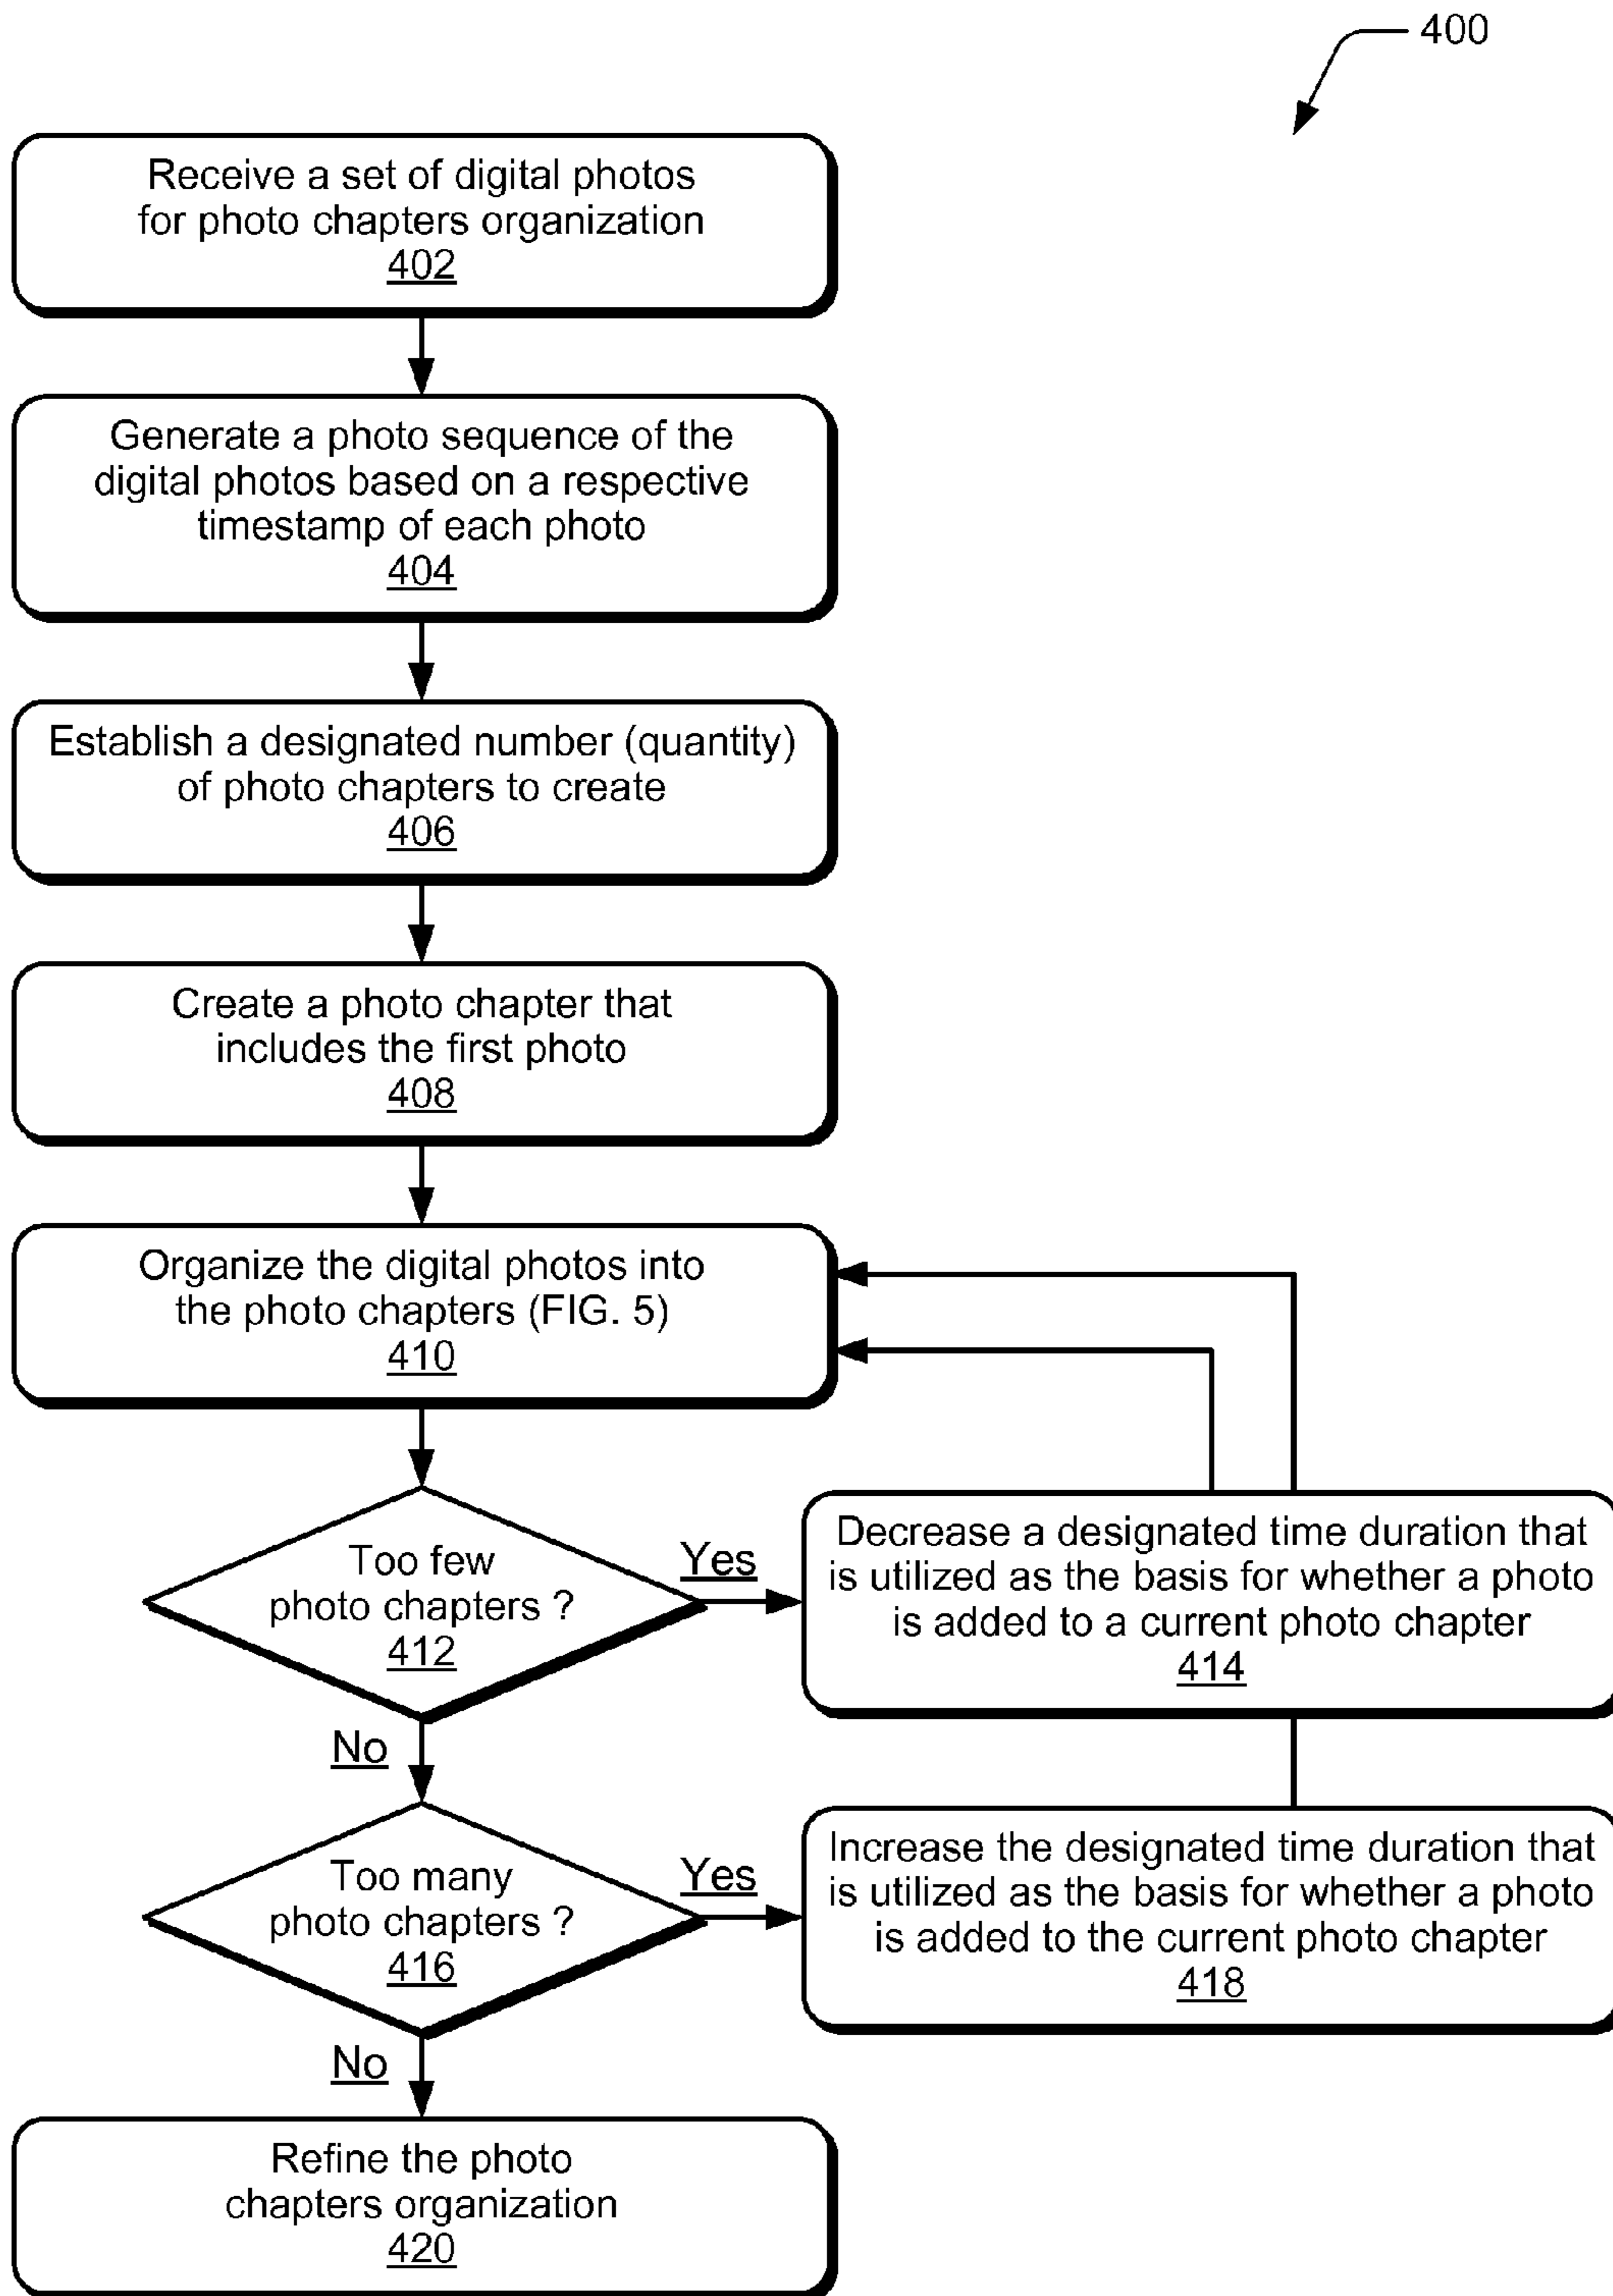 400
Receive a set of digital photos
for photo chapters organization
402
Generate a photo sequence of the
digital photos based on a respective
timestamp of each photo
404
Establish a designated number (quantity)
of photo chapters to create
406
Create a photo chapter that
includes the first photo
408
Organize the digital photos into
the photo chapters (FIG. 5)
410
Too few
photo chapters ?
412
Yes
Decrease a designated time duration that
is utilized as the basis for whether a photo
is added to a current photo chapter
414
No
Too many
photo chapters ?
416
Yes
Increase the designated time duration that
is utilized as the basis for whether a photo
is added to the current photo chapter
418
No
Refine the photo
chapters organization
420